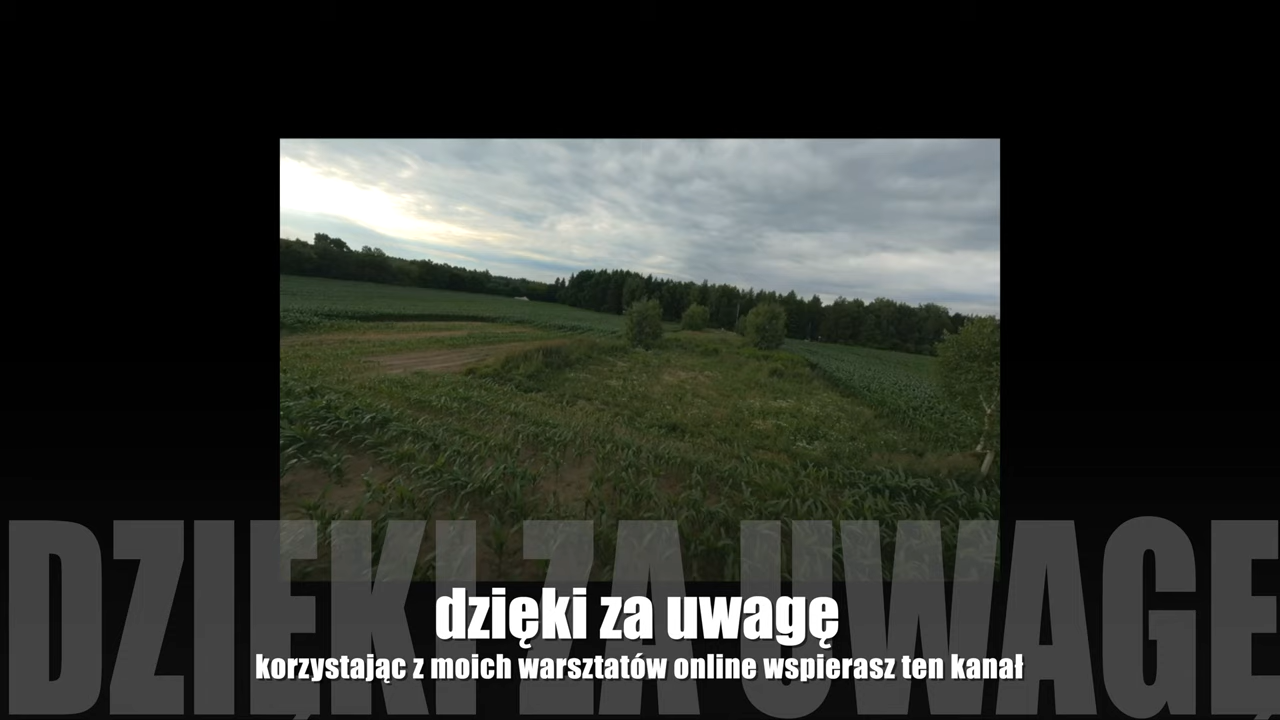 DZIĘKI ZA UWAGĘ
dzięki za uwagę
korzystając z moich warsztatów online wspierasz ten kanał